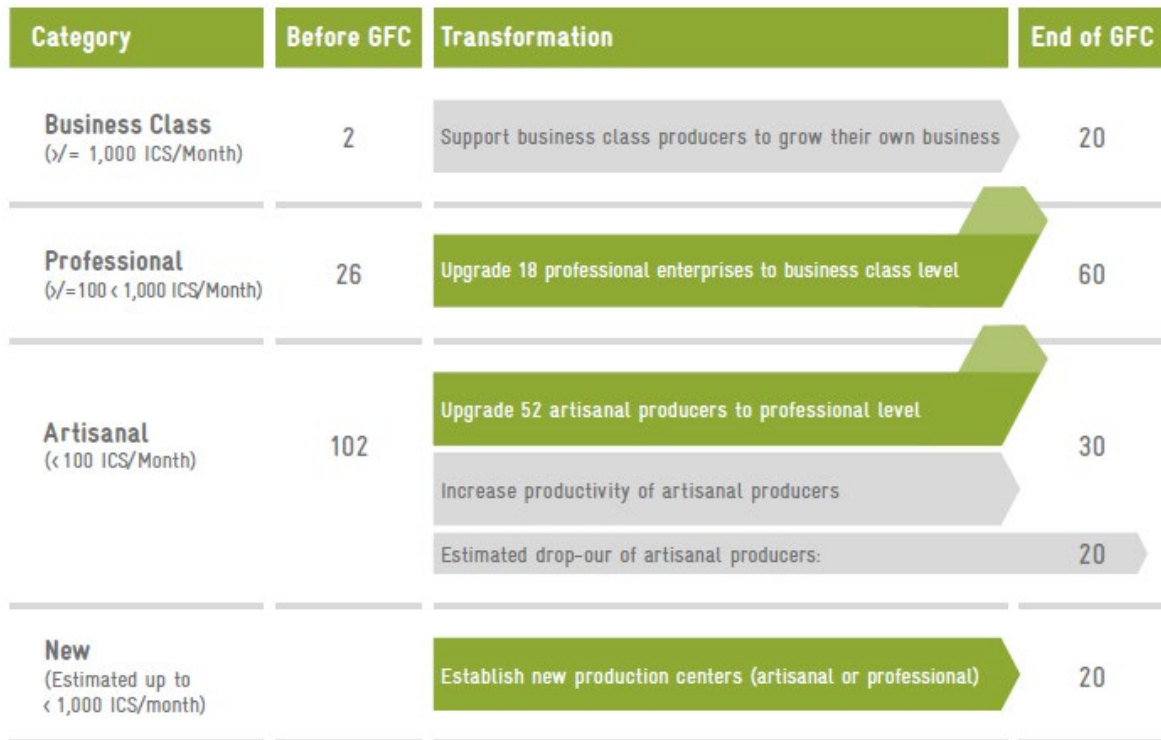 Category Before GFC Transformation End of GFC
Business Class
(>/= 1,000 ICS/Month)
2
Support business class producers to grow their own business
20
Professional
(>/=100 < 1,000 ICS/Month)
26
Upgrade 18 professional enterprises to business class level
60
Artisanal
(< 100 ICS/Month)
102
Upgrade 52 artisanal producers to professional level
Increase productivity of artisanal producers
30
Estimated drop-our of artisanal producers: 20
New
(Estimated up to
< 1,000 ICS/month)
Establish new production centers (artisanal or professional)
20